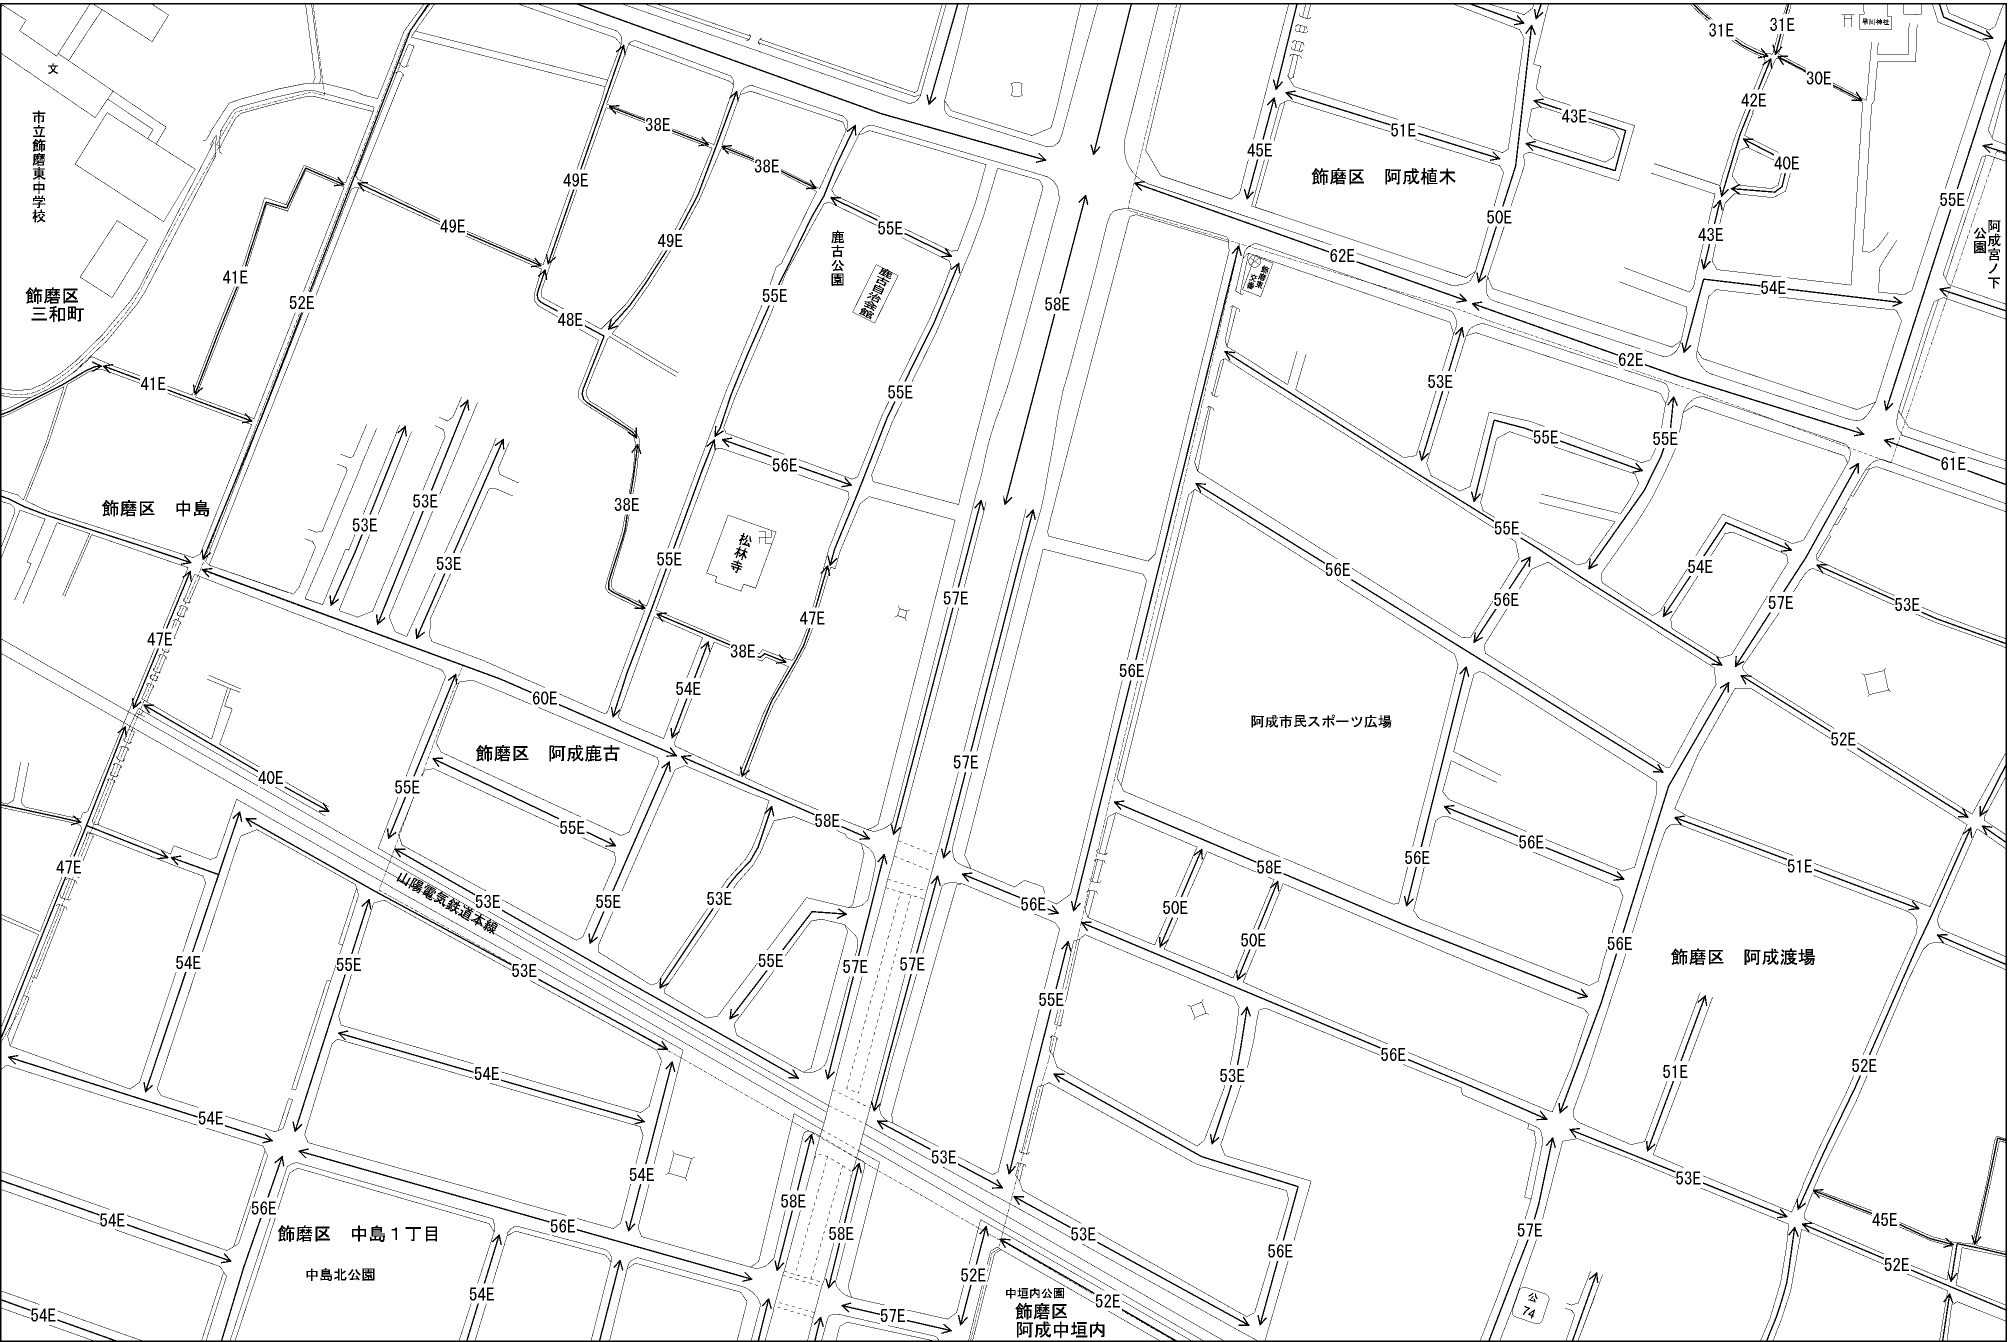 31E
31E
早川神社
文
30E
42E
43E
38E
51E
45E
市立飾磨東中学校
38E
40E
飾磨区 阿成植木
49E
55E
49E
55E
50E
43E
49E
鹿古公園
阿成宮ノ下
公園
62E
41E
鹿古自治会館
飾磨東
交番
54E
飾磨区
三和町
52E
55E
58E
48E
62E
41E
53E
55E
55E
55E
56E
61E
53E
38E
飾磨区 中島
53E
55E
松林寺
55E
53E
56E
54E
57E
56E
57E
53E
47E
47E
38E
54E
56E
60E
阿成市民スポーツ広場
飾磨区 阿成鹿古
52E
57E
40E
55E
58E
55E
56E
47E
56E
58E
51E
山陽電気鉄道本線
53E
55E
53E
56E
50E
50E
56E
54E
55E
53E
55E
57E
57E
飾磨区 阿成渡場
55E
56E
54E
53E
51E
52E
54E
53E
54E
53E
58E
45E
54E
56E
56E
58E
53E
57E
飾磨区 中島１丁目
56E
中島北公園
52E
52E
54E
54E
57E
中垣内公園
飾磨区
阿成中垣内
52E
公
74